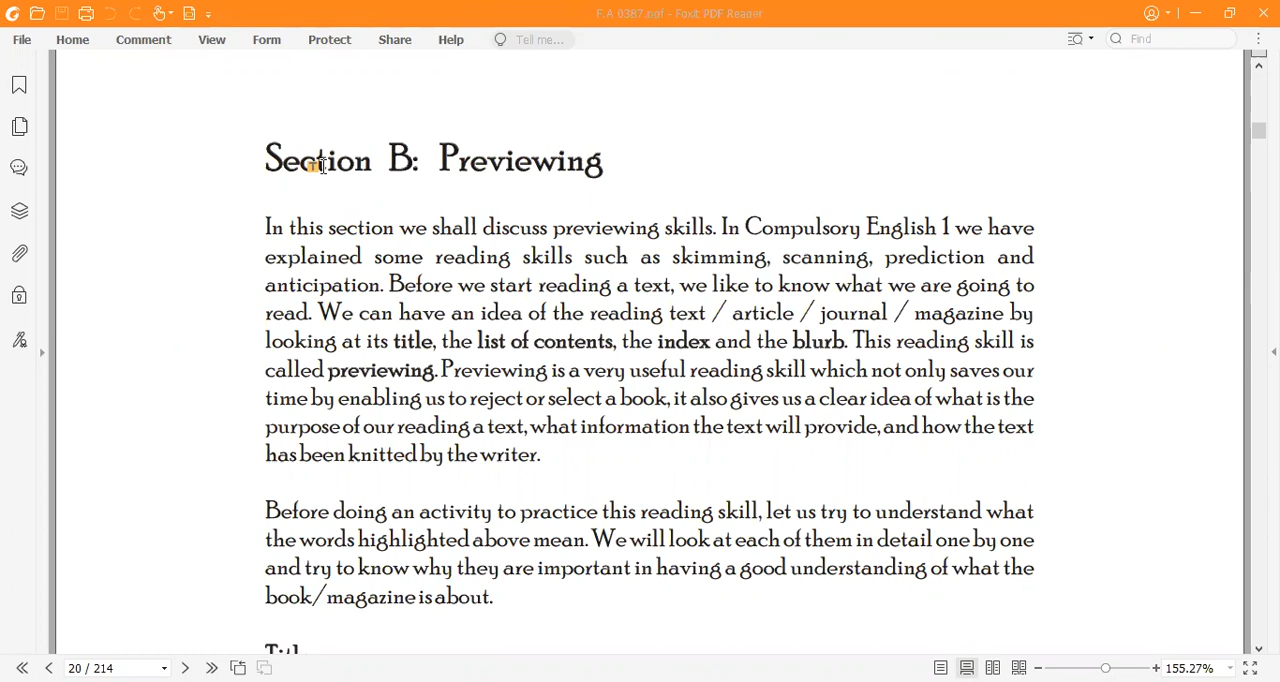 F.A 0387.pdf - Foxit PDF Reader
File Home Comment View Form Protect Share Help Tell me... Find
Section B: Previewing
In this section we shall discuss previewing skills. In Compulsory English 1 we have
explained some reading skills such as skimming, scanning, prediction and
anticipation. Before we start reading a text, we like to know what we are going to
read. We can have an idea of the reading text / article / journal / magazine by
looking at its title, the list of contents, the index and the blurb. This reading skill is
called previewing. Previewing is a very useful reading skill which not only saves our
time by enabling us to reject or select a book, it also gives us a clear idea of what is the
purpose of our reading a text, what information the text will provide, and how the text
has been knitted by the writer.
Before doing an activity to practice this reading skill, let us try to understand what
the words highlighted above mean. We will look at each of them in detail one by one
and try to know why they are important in having a good understanding of what the
book/magazine is about.
20 / 214
155.27%